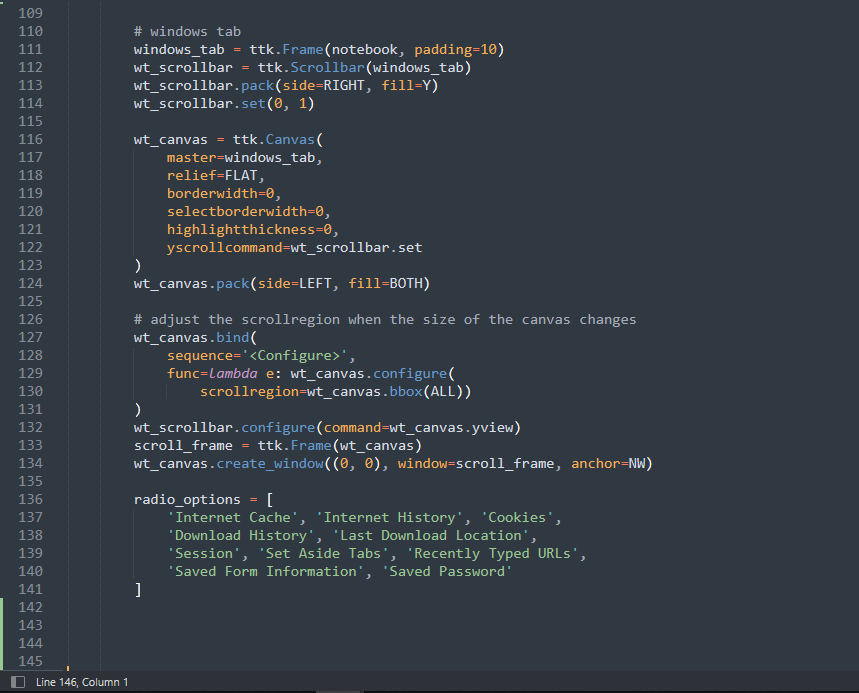 109
110 # windows tab
111 windows_tab = ttk.Frame(notebook, padding=10)
112 wt_scrollbar = ttk.Scrollbar(windows_tab)
113 wt_scrollbar.pack(side=RIGHT, fill=Y)
114 wt_scrollbar.set(0, 1)
115
116 wt_canvas = ttk.Canvas(
117     master=windows_tab,
118     relief=FLAT,
119     borderwidth=0,
120     selectborderwidth=0,
121     highlightthickness=0,
122     yscrollcommand=wt_scrollbar.set
123 )
124 wt_canvas.pack(side=LEFT, fill=BOTH)
125
126 # adjust the scrollregion when the size of the canvas changes
127 wt_canvas.bind(
128     sequence='<Configure>',
129     func=lambda e: wt_canvas.configure(
130         scrollregion=wt_canvas.bbox(ALL))
131 )
132 wt_scrollbar.configure(command=wt_canvas.yview)
133 scroll_frame = ttk.Frame(wt_canvas)
134 wt_canvas.create_window((0, 0), window=scroll_frame, anchor=NW)
135
136 radio_options = [
137     'Internet Cache', 'Internet History', 'Cookies',
138     'Download History', 'Last Download Location',
139     'Session', 'Set Aside Tabs', 'Recently Typed URLs',
140     'Saved Form Information', 'Saved Password'
141 ]
142
143
144
145
Line 146, Column 1